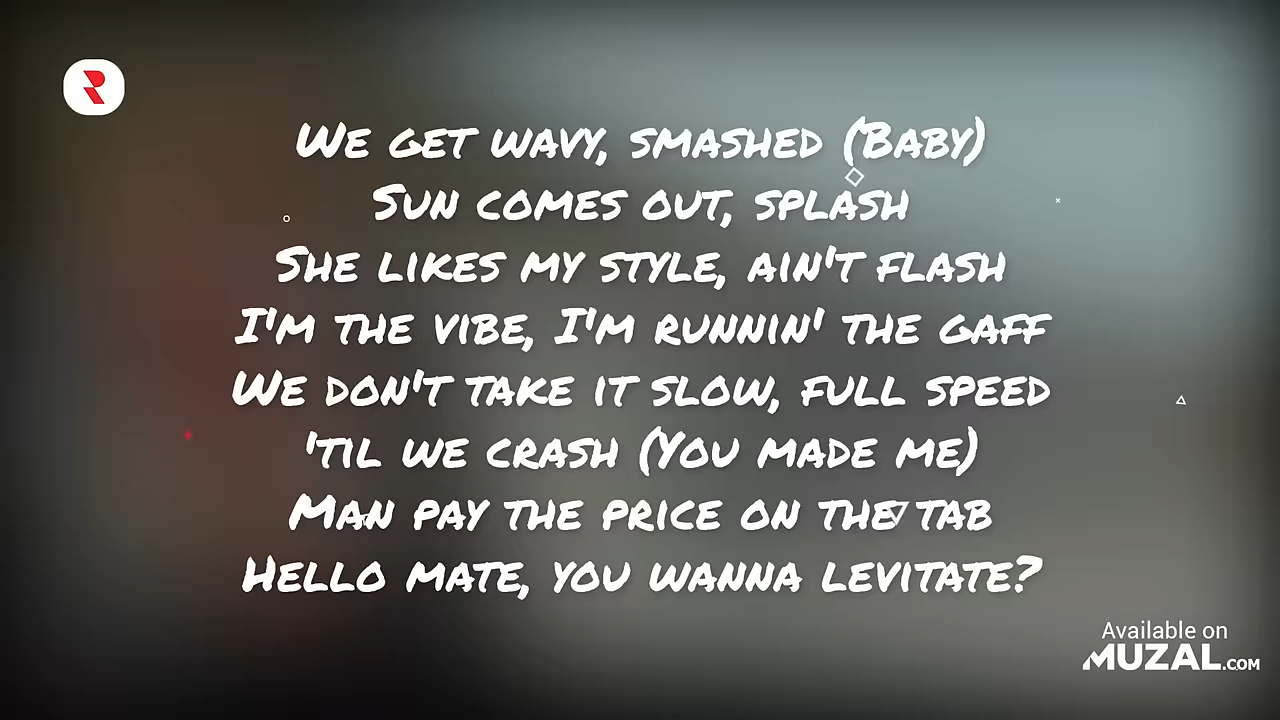 We get wavy, smashed (Baby)
Sun comes out, splash
She likes my style, ain't flash
I'm the vibe, I'm runnin' the gaff
We don't take it slow, full speed
'til we crash (You made me)
Man pay the price on the tab
Hello mate, you wanna levitate?
Available on
MUZAL.COM